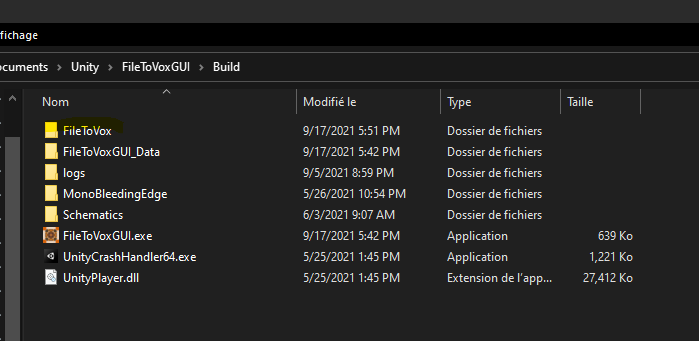 fichage
ocuments > Unity > FileToVoxGUI > Build
Nom Modifié le Type Taille
FileToVox 9/17/2021 5:51 PM Dossier de fichiers
FileToVoxGUI_Data 9/17/2021 5:42 PM Dossier de fichiers
logs 9/5/2021 8:59 PM Dossier de fichiers
MonoBleedingEdge 5/26/2021 10:54 PM Dossier de fichiers
Schematics 6/3/2021 9:07 AM Dossier de fichiers
FileToVoxGUI.exe 9/17/2021 5:42 PM Application 639 Ko
UnityCrashHandler64.exe 5/25/2021 1:45 PM Application 1,221 Ko
UnityPlayer.dll 5/25/2021 1:45 PM Extension de l'app... 27,412 Ko